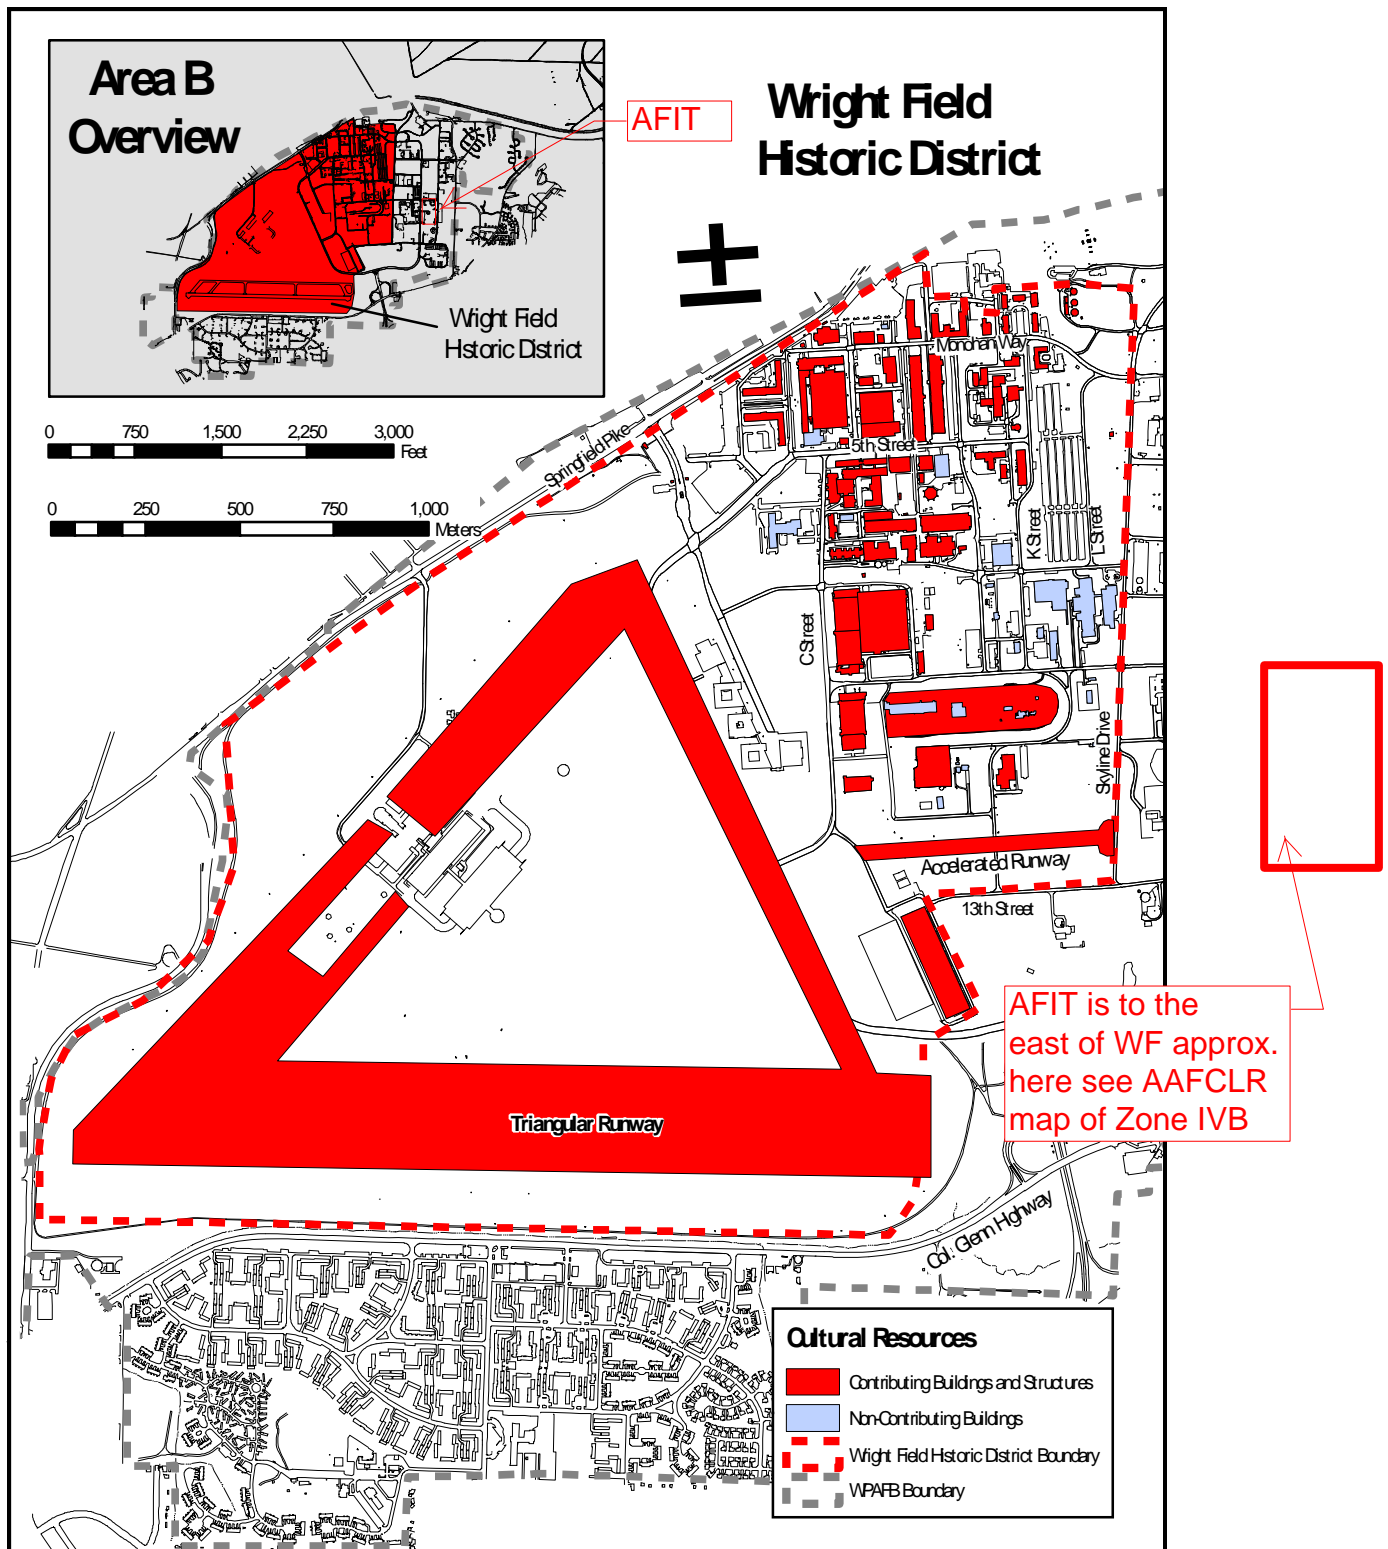 Area B
Overview
AFIT
Wright Field
Historic District
Wright Field
Hstoric District
0 750 1,500 2,250 3,000
Feet
0 250 500 750 1,000
Meters
Springfield Pike
Monohan Way
5th Street
K Street
L Street
C Street
Skyline Drive
Accelerated Runway
13th Street
AFIT is to the
east of WF approx.
here see AAFCLR
map of Zone IVB
Triangular Runway
Col. Glenn Highway
Cultural Resources
Contributing Buildings and Structures
Non-Contributing Buildings
Wright Field Historic District Boundary
WPAFB Boundary